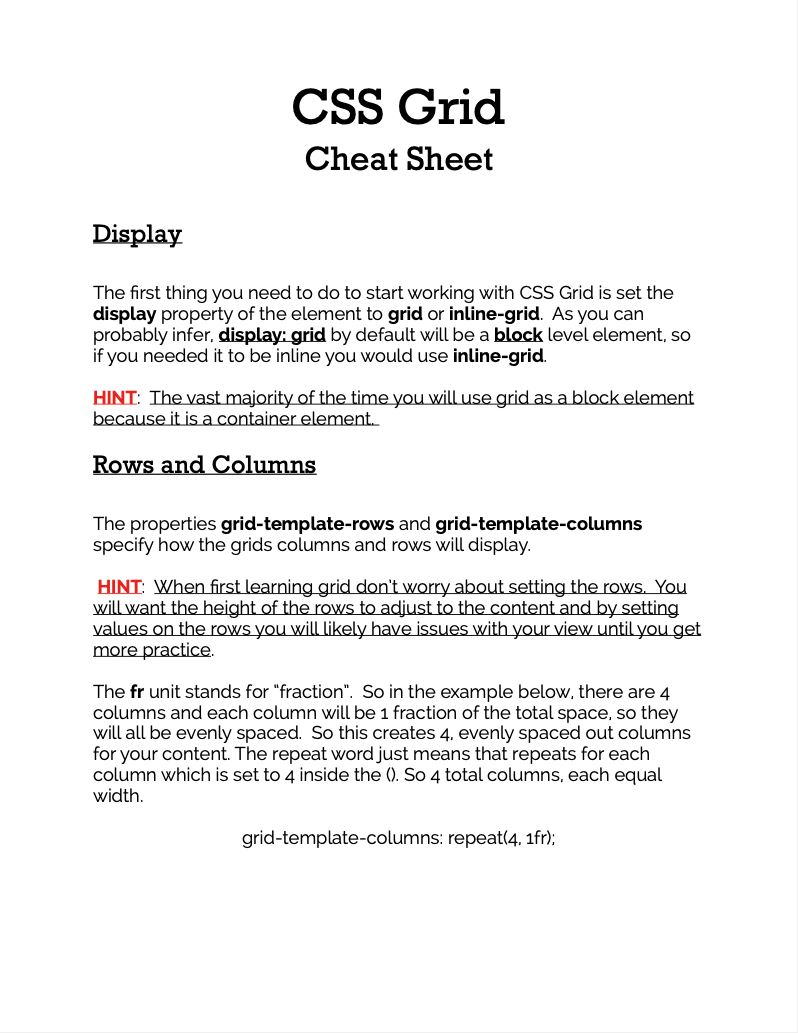 CSS Grid
Cheat Sheet
Display
The first thing you need to do to start working with CSS Grid is set the
display property of the element to grid or inline-grid.  As you can
probably infer, display: grid by default will be a block level element, so
if you needed it to be inline you would use inline-grid.
HINT:  The vast majority of the time you will use grid as a block element
because it is a container element.
Rows and Columns
The properties grid-template-rows and grid-template-columns
specify how the grids columns and rows will display.
HINT:  When first learning grid don't worry about setting the rows.  You
will want the height of the rows to adjust to the content and by setting
values on the rows you will likely have issues with your view until you get
more practice.
The fr unit stands for “fraction”.  So in the example below, there are 4
columns and each column will be 1 fraction of the total space, so they
will all be evenly spaced.  So this creates 4, evenly spaced out columns
for your content. The repeat word just means that repeats for each
column which is set to 4 inside the (). So 4 total columns, each equal
width.
grid-template-columns: repeat(4, 1fr);